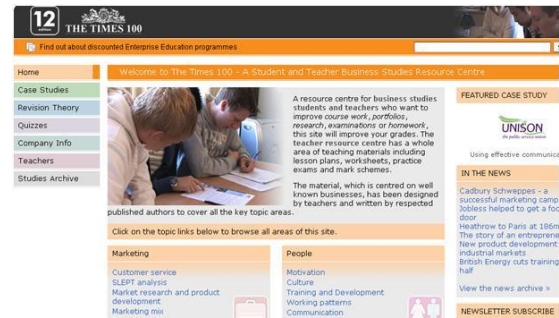 12
edition
THE TIMES 100
Find out about discounted Enterprise Education programmes
Home
Case Studies
Revision Theory
Quizzes
Company Info
Teachers
Studies Archive
Welcome to The Times 100 - A Student and Teacher Business Studies Resource Centre
A resource centre for business studies
students and teachers who want to
improve course work, portfolios,
research, examinations or homework,
this site will improve your grades. The
teacher resource centre has a whole
area of teaching materials including
lesson plans, worksheets, practice
exams and mark schemes.
The material, which is centred on well
known businesses, has been designed
by teachers and written by respected
published authors to cover all the key topic areas.
Click on the topic links below to browse all areas of this site.
Marketing
Customer service
SLEPT analysis
Market research and product
development
Marketing mix
People
Motivation
Culture
Training and Development
Working patterns
Communication
FEATURED CASE STUDY
UNISON
the public service union
Using effective communica
IN THE NEWS
Cadbury Schweppes - a
successful marketing camp
Jobless helped to get a foo
door
Heathrow to Paris at 186m
The story of an entreprene
New product development
industrial markets
British Energy cuts training
half
View the news archive »
NEWSLETTER SUBSCRIBE